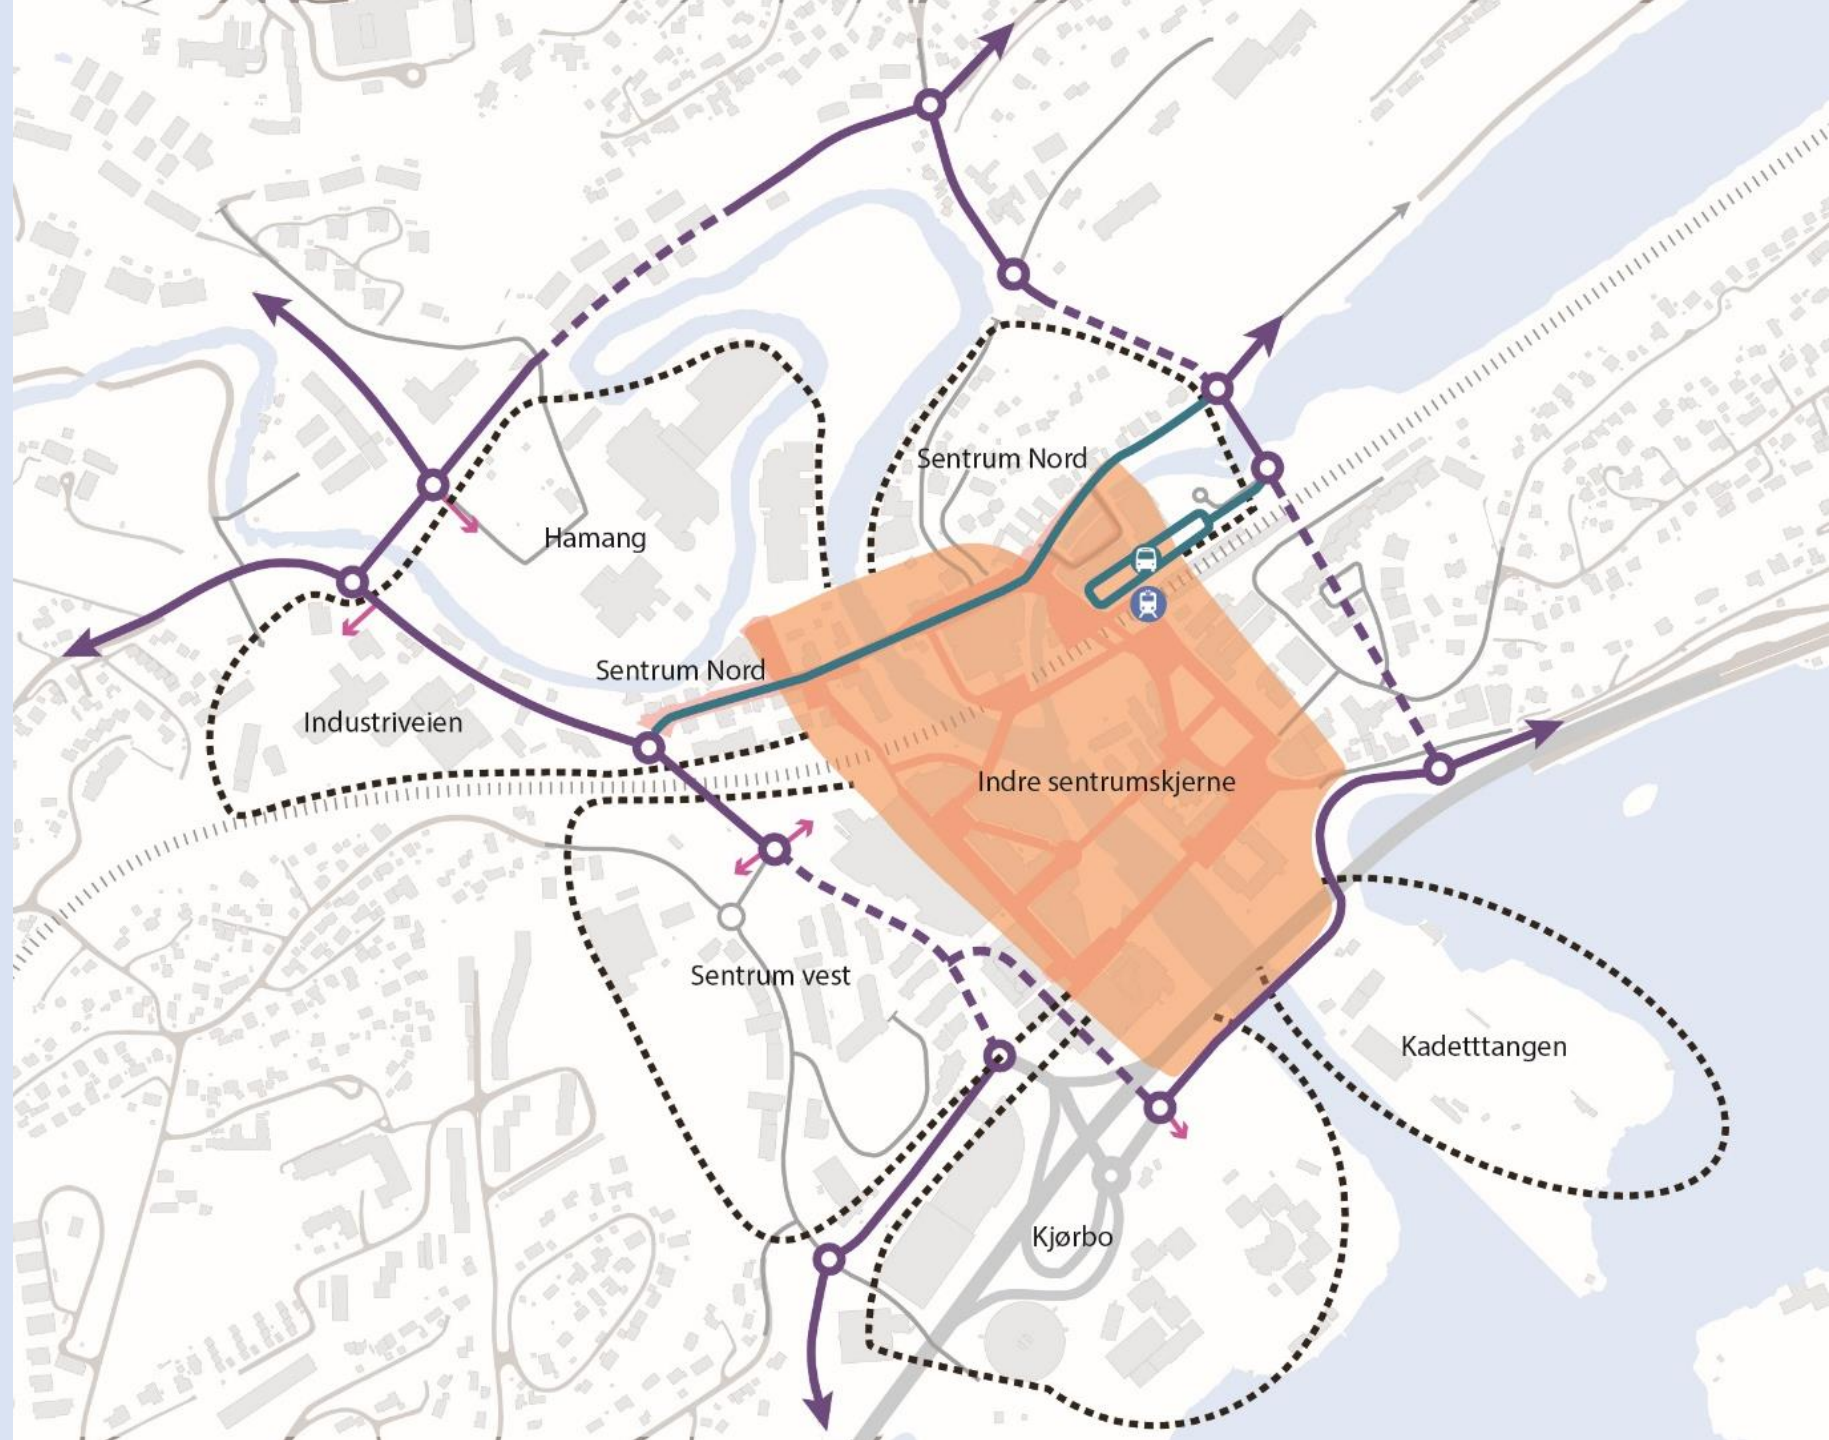 Sentrum Nord
Hamang
Sentrum Nord
Industriveien
Indre sentrumskjerne
Sentrum vest
Kadetttangen
Kjørbo